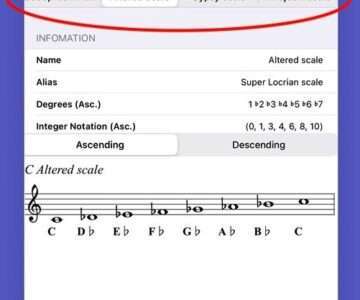 INFOMATION
Name Altered scale
Alias Super Locrian scale
Degrees (Asc.) 1 ♭2 ♭3 ♭4 ♭5 ♭6 ♭7
Integer Notation (Asc.) (0, 1, 3, 4, 6, 8, 10)
Ascending Descending
C Altered scale
C D♭ E♭ F♭ G♭ A♭ B♭ C